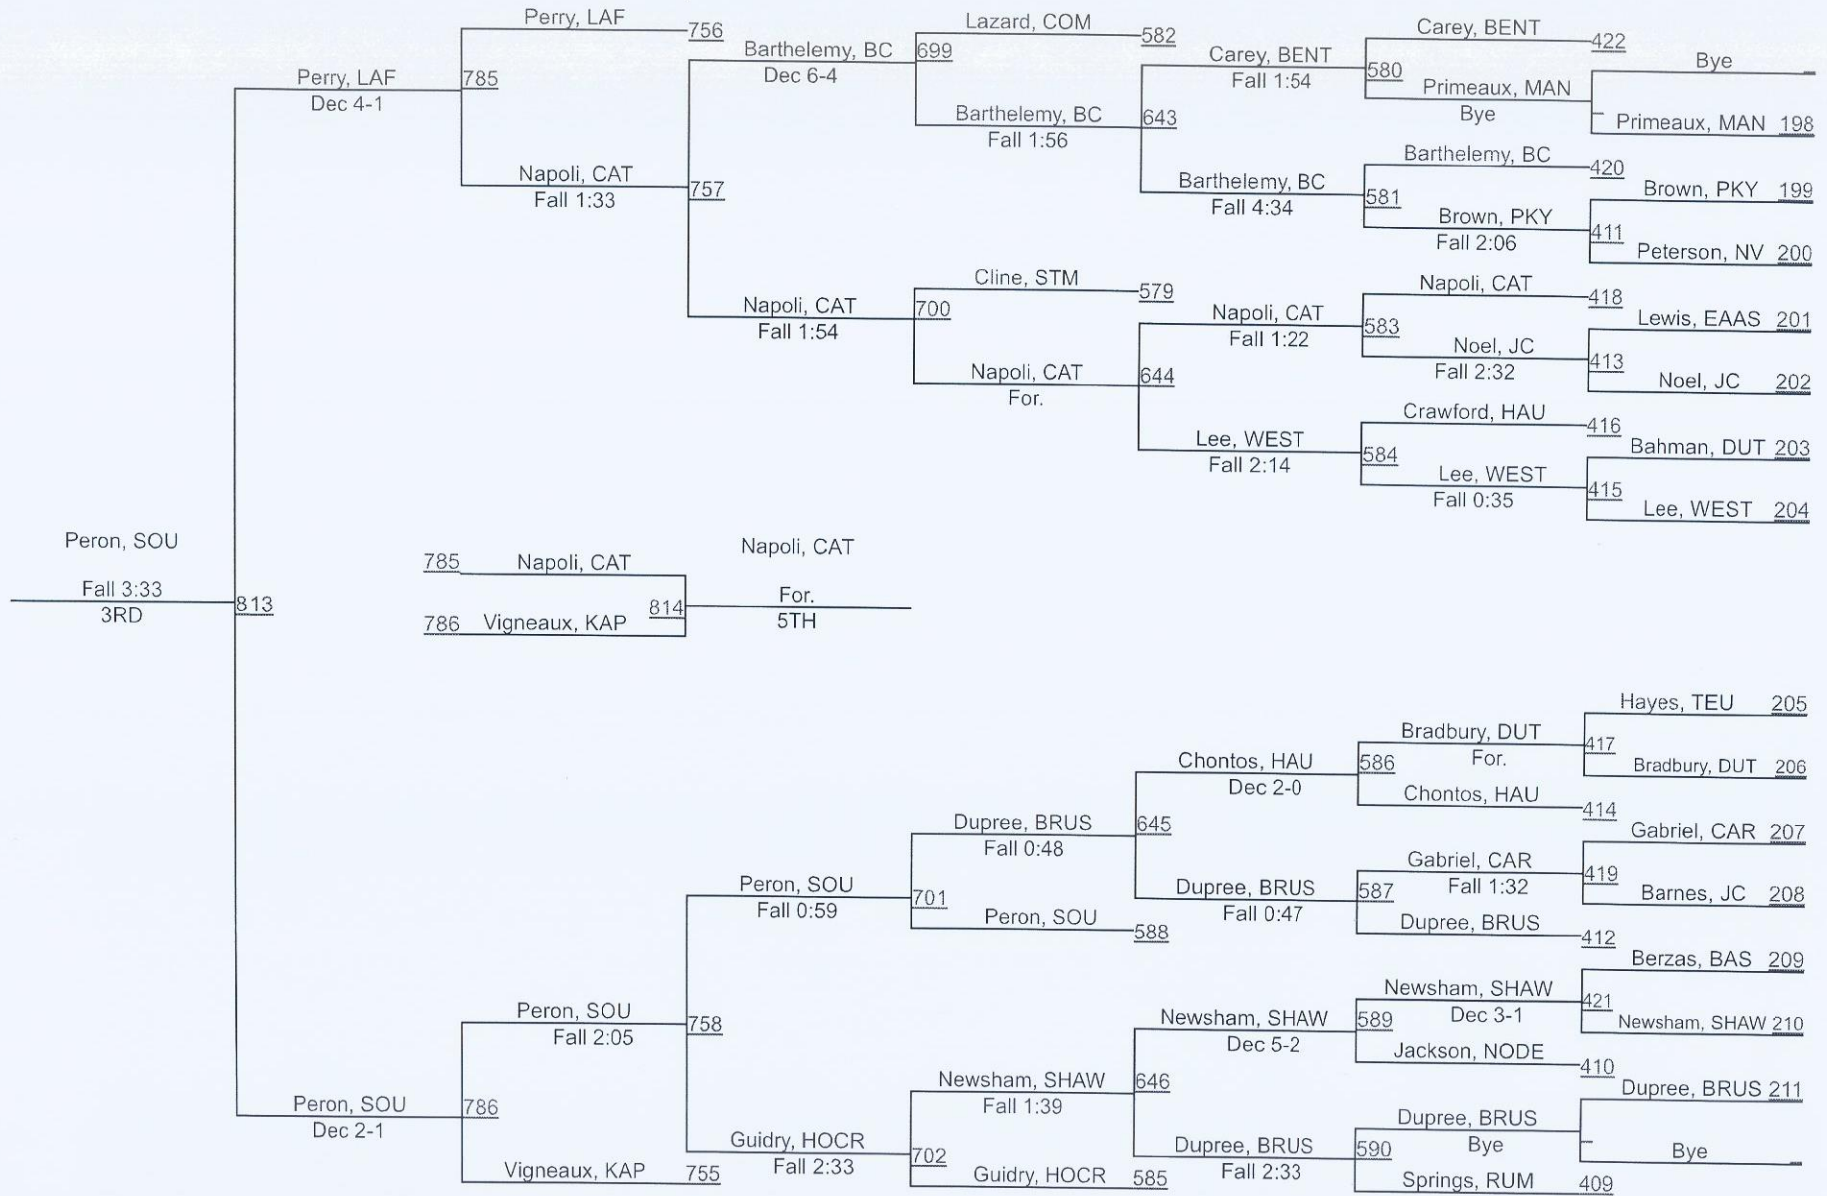 Perry, LAF
756
Lazard, COM
582
Carey, BENT
422
Barthelemy, BC
699
Dec 6-4
Carey, BENT
Fall 1:54
580
Bye
Perry, LAF
785
Dec 4-1
Primeaux, MAN
Bye
Barthelemy, BC
Fall 1:56
643
Primeaux, MAN 198
Barthelemy, BC
420
Napoli, CAT
Fall 1:33
757
Barthelemy, BC
Fall 4:34
581
Brown, PKY 199
Brown, PKY
Fall 2:06
411
Peterson, NV 200
Cline, STM
579
Napoli, CAT
418
Napoli, CAT
Fall 1:54
700
Napoli, CAT
Fall 1:22
583
Lewis, EAAS 201
Noel, JC
Fall 2:32
413
Napoli, CAT
For.
644
Noel, JC 202
Crawford, HAU
416
Lee, WEST
Fall 2:14
584
Bahman, DUT 203
Lee, WEST
Fall 0:35
415
Lee, WEST 204
Peron, SOU
Fall 3:33
3RD
813
785 Napoli, CAT
786 Vigneaux, KAP
814
Napoli, CAT
For.
5TH
Hayes, TEU 205
Bradbury, DUT
For.
417
Chontos, HAU
Dec 2-0
586
Bradbury, DUT 206
Chontos, HAU
414
Dupree, BRUS
Fall 0:48
645
Gabriel, CAR 207
Gabriel, CAR
Fall 1:32
419
Peron, SOU
Fall 0:59
701
Dupree, BRUS
Fall 0:47
587
Barnes, JC 208
Peron, SOU
588
Dupree, BRUS
412
Berzas, BAS 209
Newsham, SHAW
Dec 3-1
421
Peron, SOU
Fall 2:05
758
Newsham, SHAW
Dec 5-2
589
Newsham, SHAW 210
Jackson, NODE
410
Newsham, SHAW
Fall 1:39
646
Dupree, BRUS 211
Peron, SOU
Dec 2-1
786
Dupree, BRUS
Bye
Guidry, HOCR
Fall 2:33
702
Dupree, BRUS
Fall 2:33
590
Bye
Vigneaux, KAP
755
Guidry, HOCR
585
Springs, RUM
409